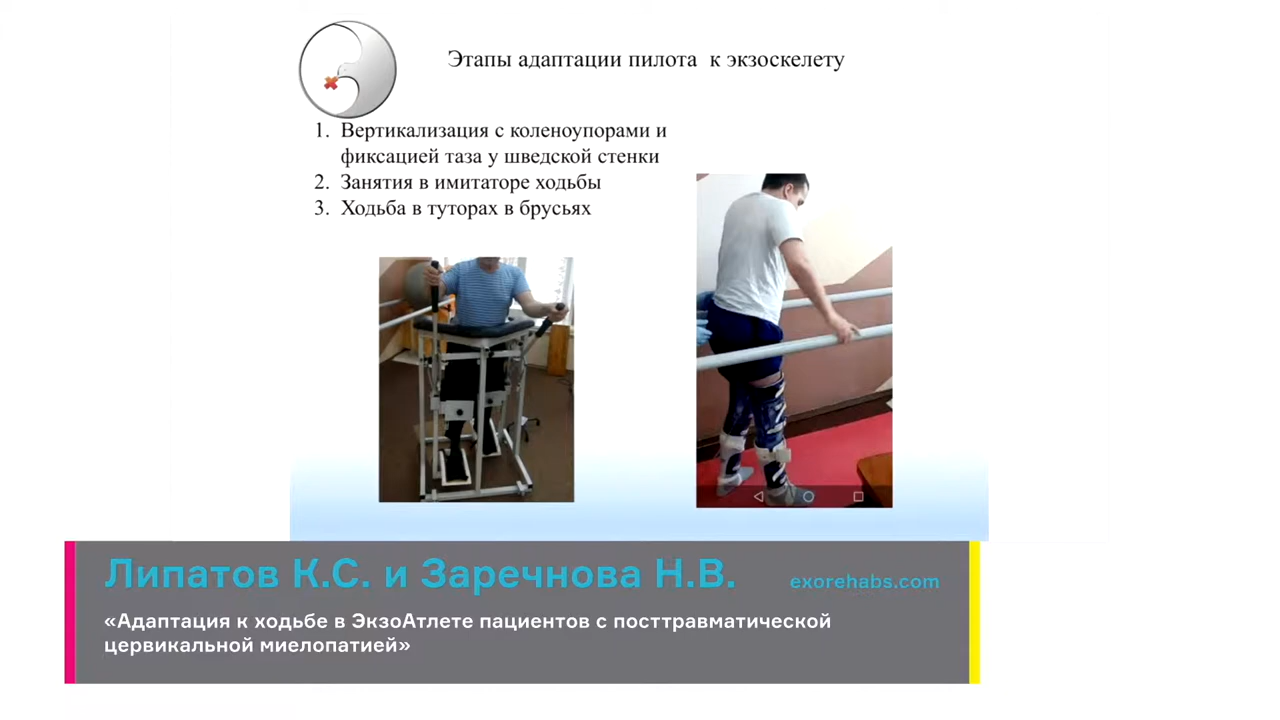 Этапы адаптации пилота к экзоскелету
1. Вертикализация с коленоупорами и
фиксацией таза у шведской стенки
2. Занятия в имитаторе ходьбы
3. Ходьба в туторах в брусьях
Липатов К.С. и Заречнова Н.В.
exorehabs.com
«Адаптация к ходьбе в ЭкзоАтлете пациентов с посттравматической
цервикальной миелопатией»